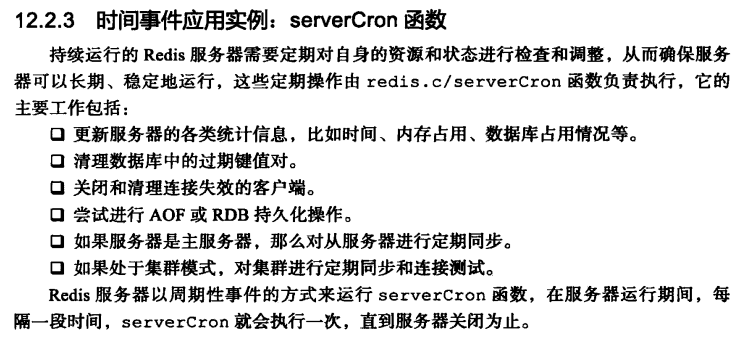 12.2.3 时间事件应用实例：serverCron 函数
持续运行的 Redis 服务器需要定期对自身的资源和状态进行检查和调整，从而确保服务
器可以长期、稳定地运行，这些定期操作由 redis.c/serverCron 函数负责执行，它的
主要工作包括：
❑ 更新服务器的各类统计信息，比如时间、内存占用、数据库占用情况等。
❑ 清理数据库中的过期键值对。
❑ 关闭和清理连接失效的客户端。
❑ 尝试进行 AOF 或 RDB 持久化操作。
❑ 如果服务器是主服务器，那么对从服务器进行定期同步。
❑ 如果处于集群模式，对集群进行定期同步和连接测试。
Redis 服务器以周期性事件的方式来运行 serverCron 函数，在服务器运行期间，每
隔一段时间，serverCron 就会执行一次，直到服务器关闭为止。